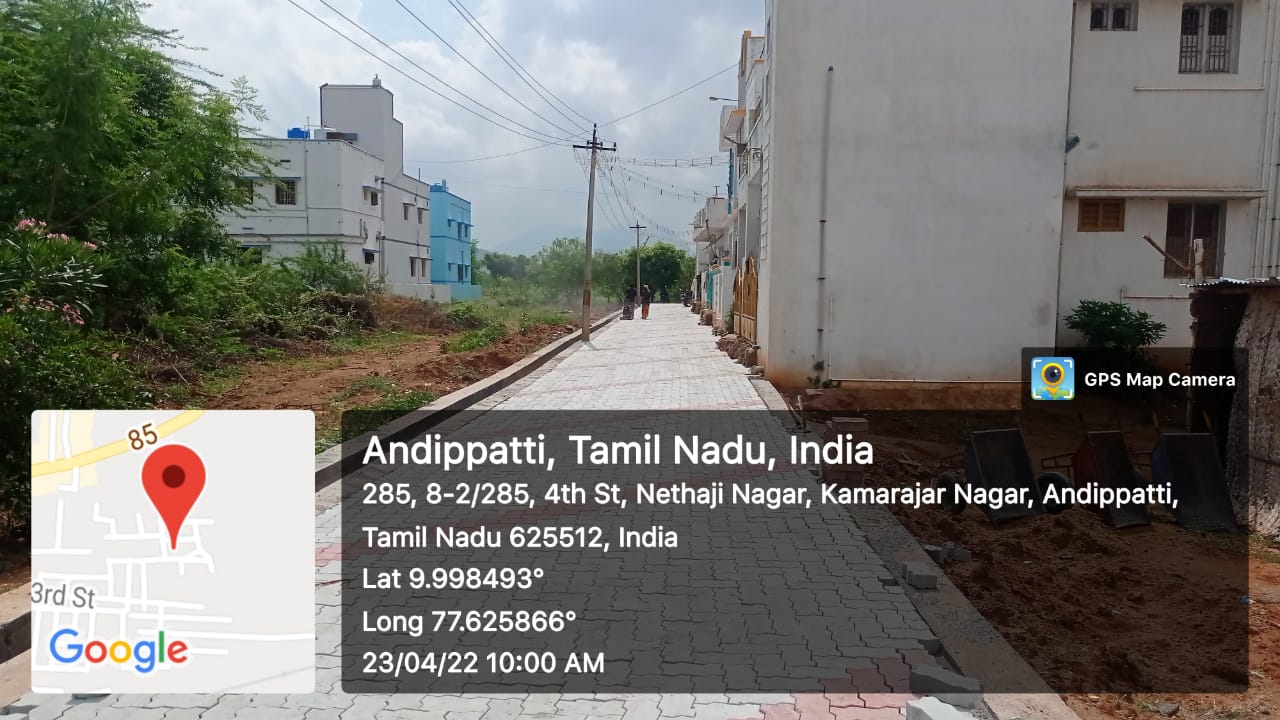 GPS Map Camera
85
3rd St
Google
Andippatti, Tamil Nadu, India
285, 8-2/285, 4th St, Nethaji Nagar, Kamarajar Nagar, Andippatti,
Tamil Nadu 625512, India
Lat 9.998493°
Long 77.625866°
23/04/22 10:00 AM